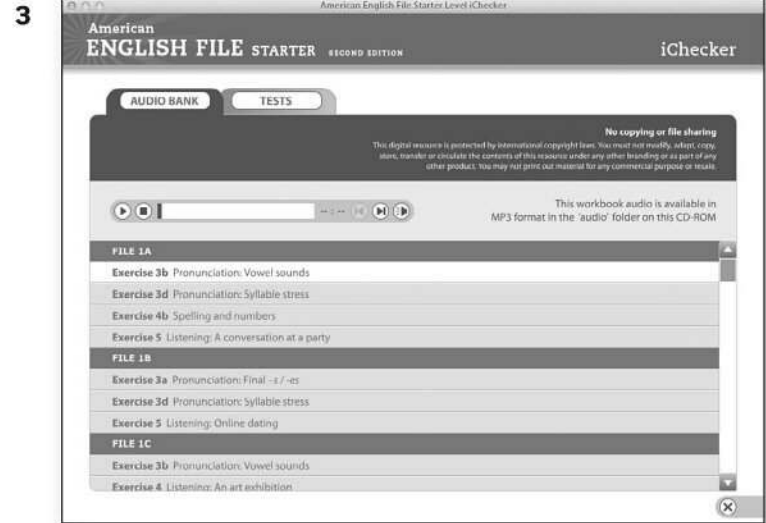 3
American English File Starter Level iChecker
American
ENGLISH FILE STARTER SECOND EDITION
iChecker
AUDIO BANK
TESTS
No copying or file sharing
This digital resource is protected by international copyright laws. You must not modify, adapt, copy,
store, transfer or circulate the contents of this resource under any other branding or as part of any
other product. You may not print out material for any commercial purpose or resale.
-- : --
This workbook audio is available in
MP3 format in the 'audio' folder on this CD-ROM
FILE 1A
Exercise 3b Pronunciation: Vowel sounds
Exercise 3d Pronunciation: Syllable stress
Exercise 4b Spelling and numbers
Exercise 5 Listening: A conversation at a party
FILE 1B
Exercise 3a Pronunciation: Final -s / -es
Exercise 3d Pronunciation: Syllable stress
Exercise 5 Listening: Online dating
FILE 1C
Exercise 3b Pronunciation: Vowel sounds
Exercise 4 Listening: An art exhibition